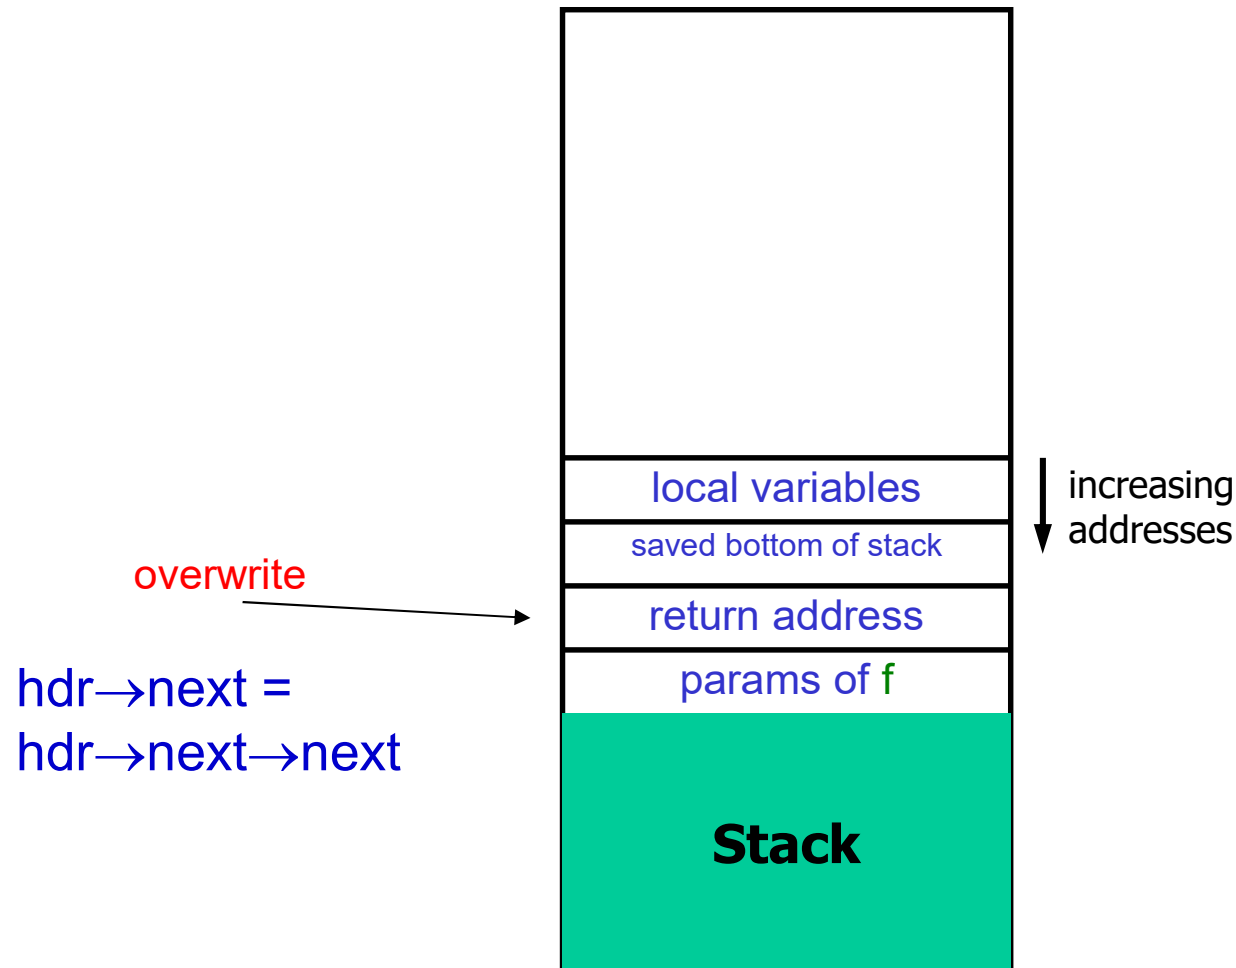 local variables
saved bottom of stack
increasing
addresses
overwrite
return address
hdr→next =
hdr→next→next
params of f
Stack